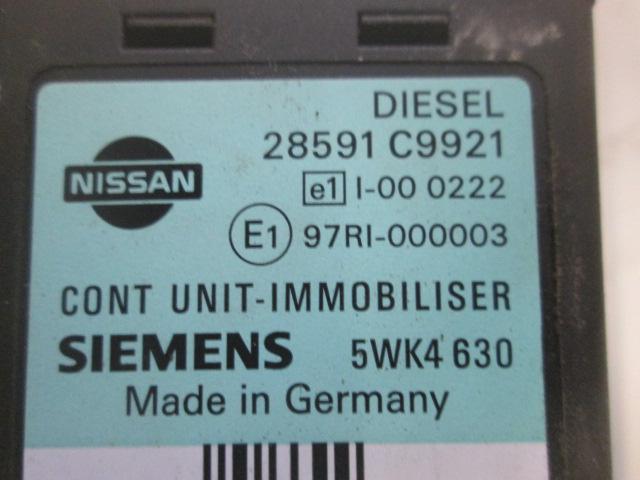 DIESEL
28591 C9921
NISSAN
e1 I-00 0222
E1 97RI-000003
CONT UNIT-IMMOBILISER
SIEMENS 5WK4 630
Made in Germany